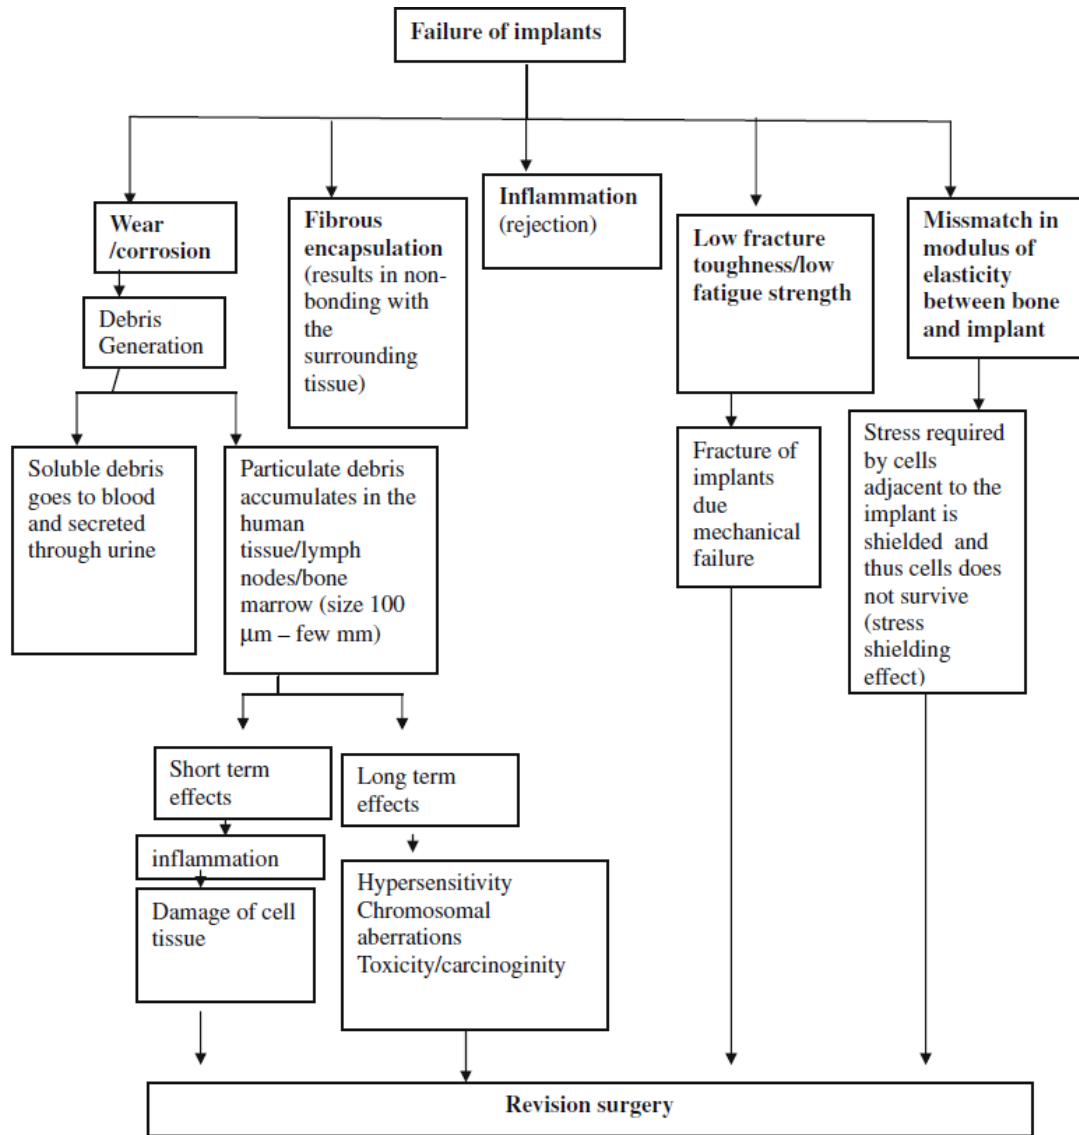 Failure of implants
Wear
/corrosion
Fibrous
encapsulation
(results in non-
bonding with
the
surrounding
tissue)
Inflammation
(rejection)
Low fracture
toughness/low
fatigue strength
Missmatch in
modulus of
elasticity
between bone
and implant
Debris
Generation
Soluble debris
goes to blood
and secreted
through urine
Particulate debris
accumulates in the
human
tissue/lymph
nodes/bone
marrow (size 100
μm – few mm)
Fracture of
implants
due
mechanical
failure
Stress required
by cells
adjacent to the
implant is
shielded and
thus cells does
not survive
(stress
shielding
effect)
Short term
effects
Long term
effects
inflammation
Damage of cell
tissue
Hypersensitivity
Chromosomal
aberrations
Toxicity/carcinoginity
Revision surgery